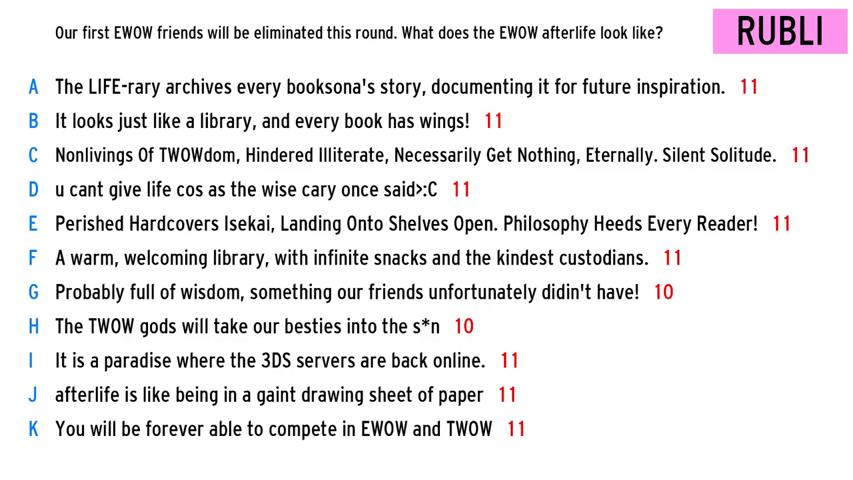 Our first EWOW friends will be eliminated this round. What does the EWOW afterlife look like?
RUBLI
A The LIFE-rary archives every booksona's story, documenting it for future inspiration. 11
B It looks just like a library, and every book has wings! 11
C Nonlivings Of TWOWdom, Hindered Illiterate, Necessarily Get Nothing, Eternally. Silent Solitude. 11
D u cant give life cos as the wise cary once said>:C 11
E Perished Hardcovers Isekai, Landing Onto Shelves Open. Philosophy Heeds Every Reader! 11
F A warm, welcoming library, with infinite snacks and the kindest custodians. 11
G Probably full of wisdom, something our friends unfortunately didin't have! 10
H The TWOW gods will take our besties into the s*n 10
I It is a paradise where the 3DS servers are back online. 11
J afterlife is like being in a gaint drawing sheet of paper 11
K You will be forever able to compete in EWOW and TWOW 11